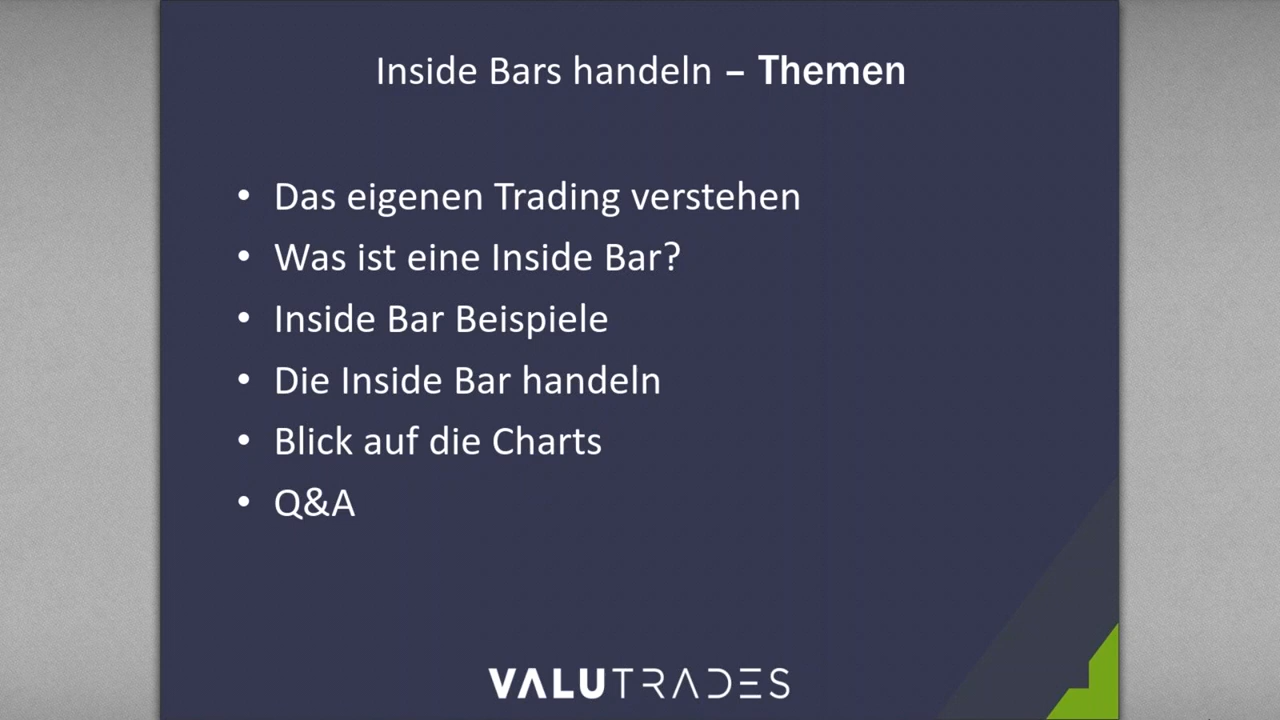 Inside Bars handeln – Themen
• Das eigenen Trading verstehen
• Was ist eine Inside Bar?
• Inside Bar Beispiele
• Die Inside Bar handeln
• Blick auf die Charts
• Q&A
VALUTRADES